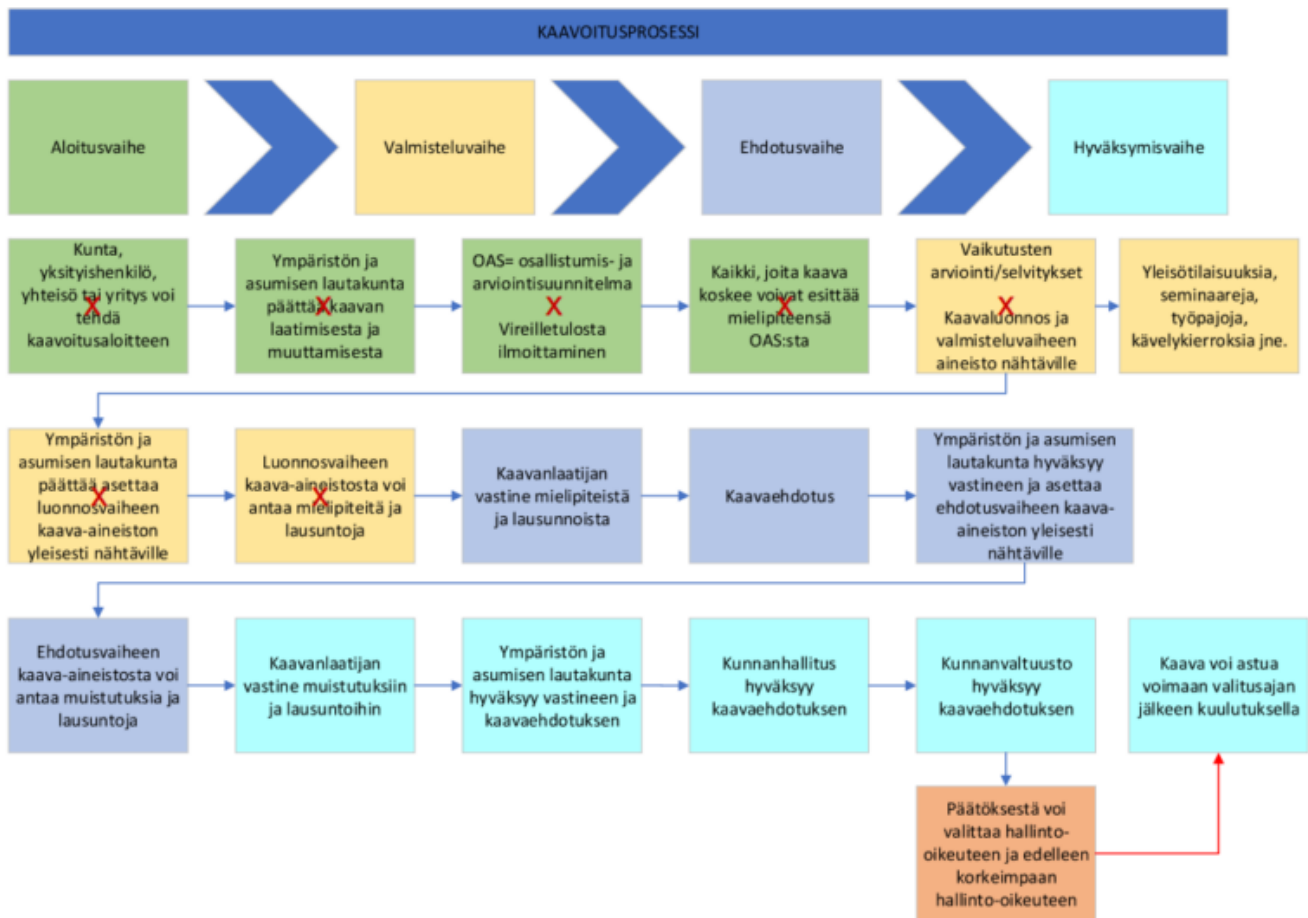 KAAVOITUSPROSESSI
Aloitusvaihe
Valmisteluvaihe
Ehdotusvaihe
Hyväksymisvaihe
Kunta,
yksityishenkilö,
yhteisö tai yritys voi
tehdä
kaavoitusaloitteen
X
Ympäristön ja
asumisen lautakunta
päättää kaavan
laatimisesta ja
muuttamisesta
X
OAS= osallistumis- ja
arviointisuunnitelma
X
Vireilletulosta
ilmoittaminen
Kaikki, joita kaava
koskee voivat esittää
mielipiteensä
OAS:sta
X
Vaikutusten
arviointi/selvitykset
X
Kaavaluonnos ja
valmisteluvaiheen
aineisto nähtäville
Yleisötilaisuuksia,
seminaareja,
työpajoja,
kävelykierroksia jne.
Ympäristön ja
asumisen lautakunta
päättää asettaa
luonnosvaiheen
kaava-aineiston
yleisesti nähtäville
X
Luonnosvaiheen
kaava-aineistosta voi
antaa mielipiteitä ja
lausuntoja
X
Kaavanlaatijan
vastine mielipiteistä
ja lausunnoista
Kaavaehdotus
Ympäristön ja asumisen
lautakunta hyväksyy
vastineen ja asettaa
ehdotusvaiheen kaava-
aineiston yleisesti
nähtäville
Ehdotusvaiheen
kaava-aineistosta voi
antaa muistutuksia ja
lausuntoja
Kaavanlaatijan
vastine muistutuksiin
ja lausuntoihin
Ympäristön ja
asumisen lautakunta
hyväksyy vastineen ja
kaavaehdotuksen
Kunnanhallitus
hyväksyy
kaavaehdotuksen
Kunnanvaltuusto
hyväksyy
kaavaehdotuksen
Kaava voi astua
voimaan valitusajan
jälkeen kuulutuksella
Päätöksestä voi
valittaa hallinto-
oikeuteen ja edelleen
korkeimpaan
hallinto-oikeuteen